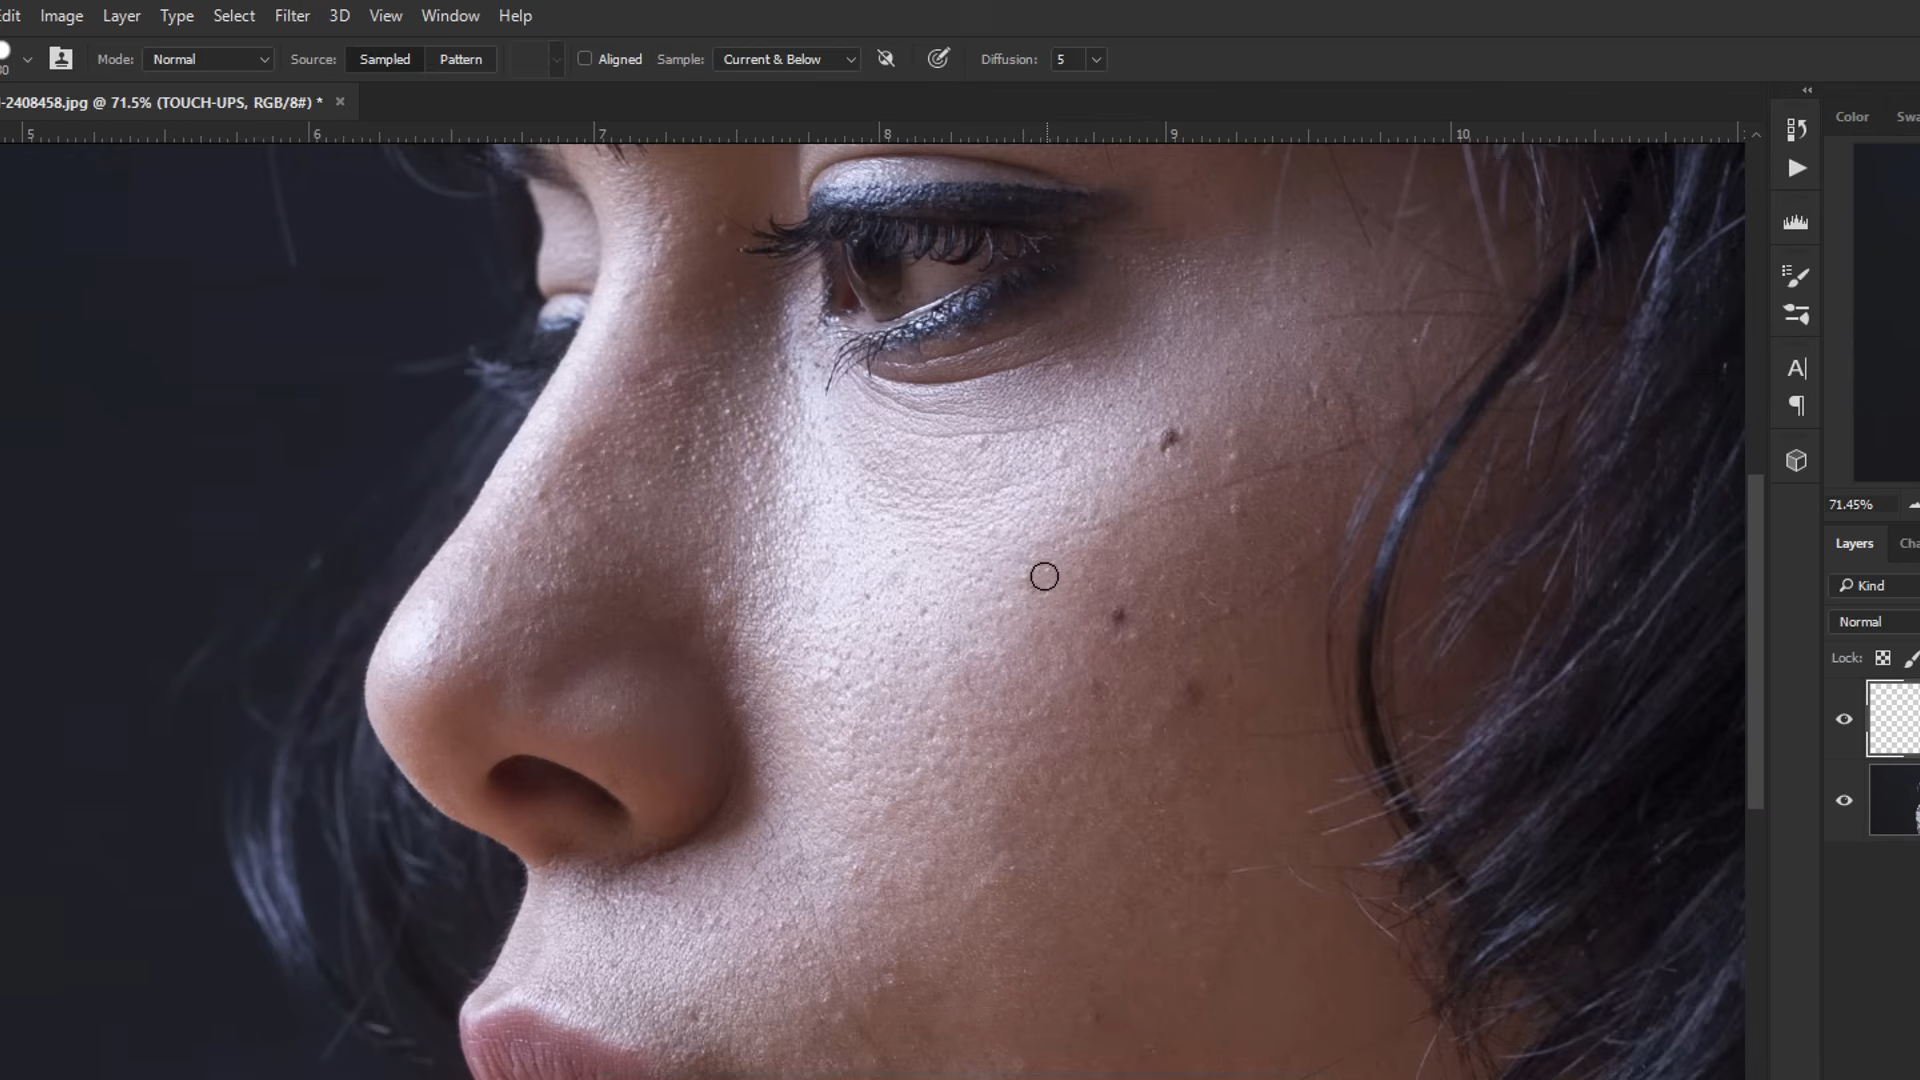 Edit Image Layer Type Select Filter 3D View Window Help
Mode: Normal Source: Sampled Pattern Aligned Sample: Current & Below Diffusion: 5
-2408458.jpg @ 71.5% (TOUCH-UPS, RGB/8#) * ×
5 6 7 8 9 10
Color Swa
A
71.45%
Layers Cha
Kind
Normal
Lock: